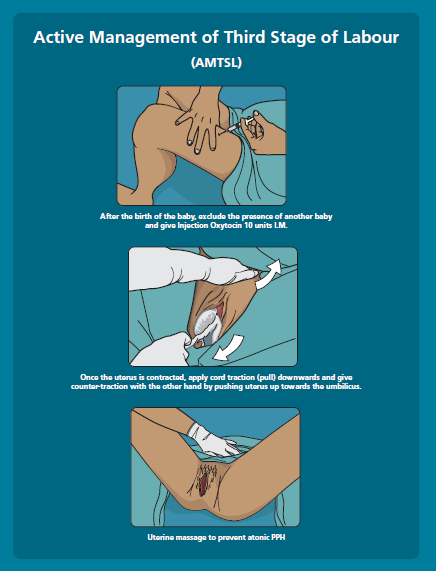 Active Management of Third Stage of Labour
(AMTSL)
After the birth of the baby, exclude the presence of another baby
and give Injection Oxytocin 10 units I.M.
Once the uterus is contracted, apply cord traction (pull) downwards and give
counter-traction with the other hand by pushing uterus up towards the umbilicus.
Uterine massage to prevent atonic PPH